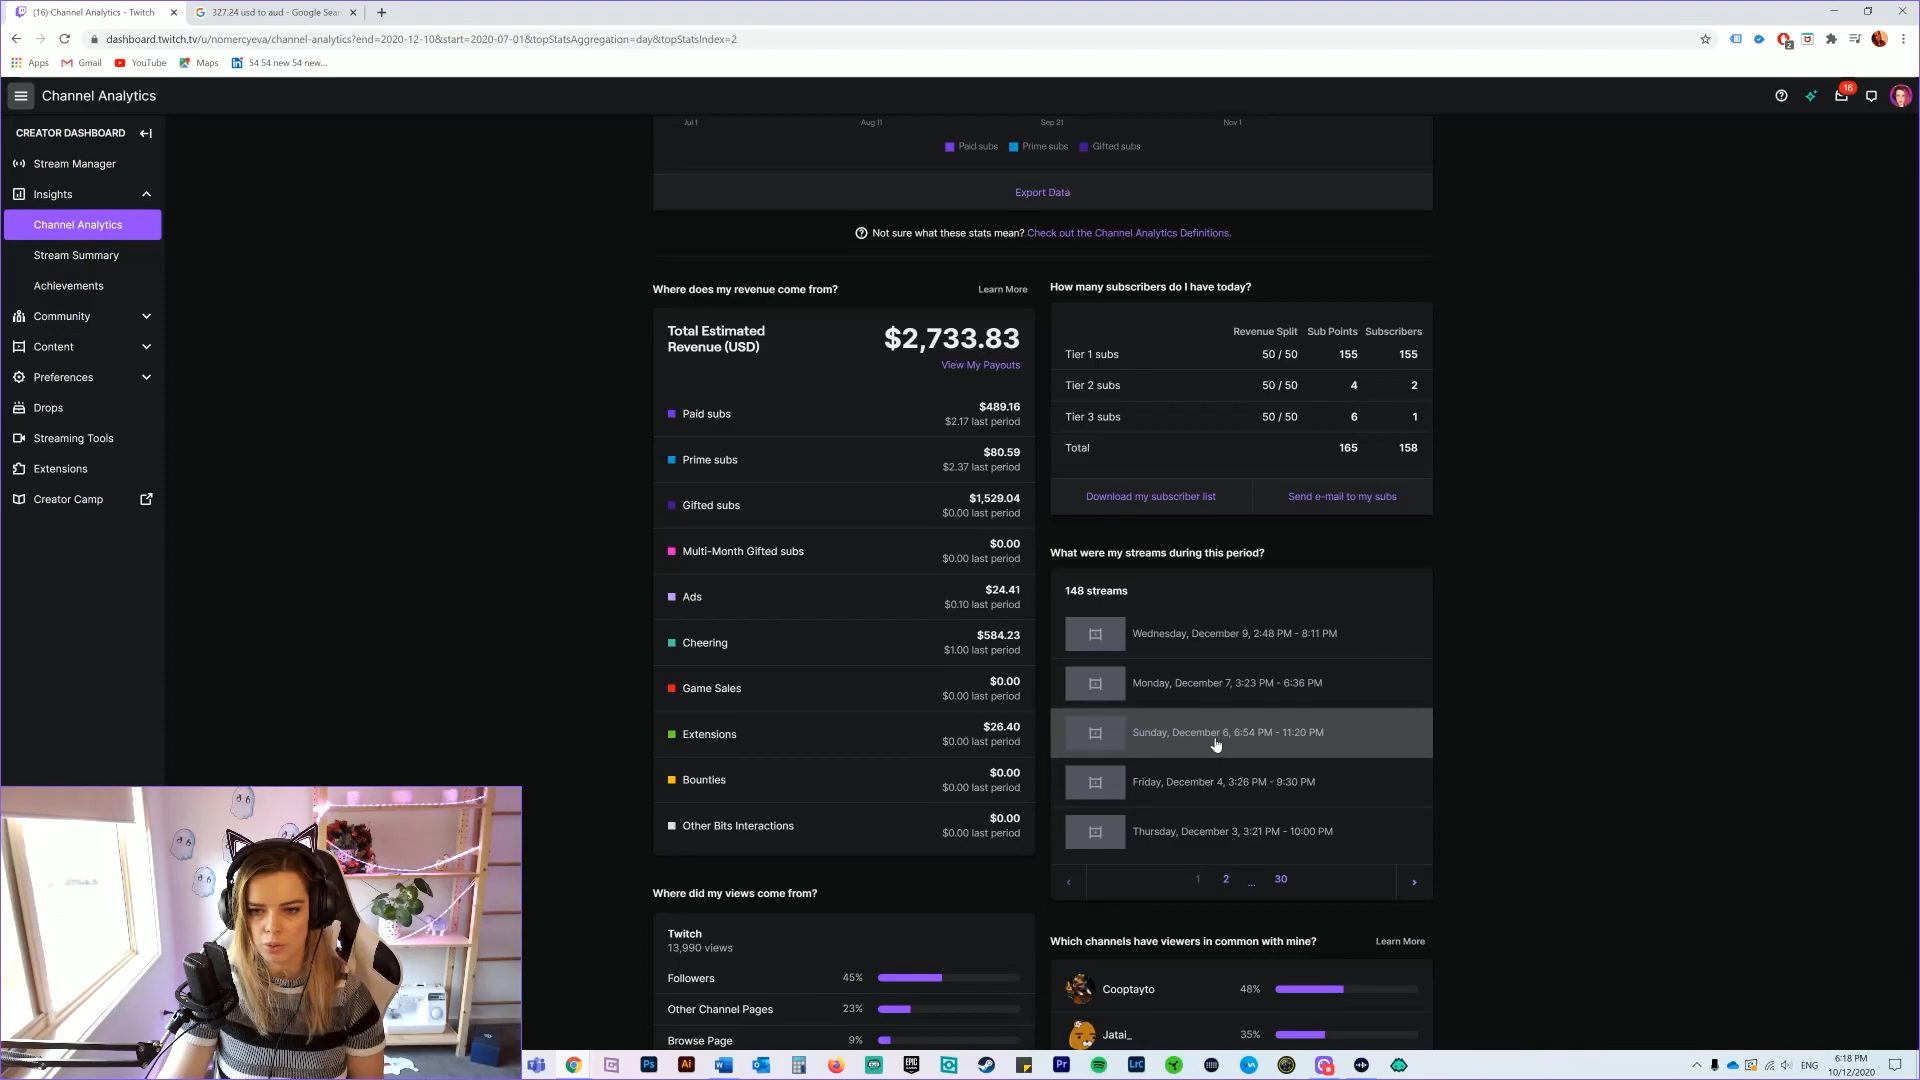 (16) Channel Analytics - Twitch
327.24 usd to aud - Google Sear
dashboard.twitch.tv/u/nomercyeva/channel-analytics?end=2020-12-10&start=2020-07-01&topStatsAggregation=day&topStatsIndex=2
2
Apps
Gmail
YouTube
Maps
54 54 new 54 new...
Channel Analytics
16
CREATOR DASHBOARD
Stream Manager
Insights
Channel Analytics
Stream Summary
Achievements
Community
Content
Preferences
Drops
Streaming Tools
Extensions
Creator Camp
Jul 1
Aug 11
Sep 21
Nov 1
Paid subs
Prime subs
Gifted subs
Export Data
Not sure what these stats mean? Check out the Channel Analytics Definitions.
Where does my revenue come from?
Learn More
Total Estimated
Revenue (USD)
$2,733.83
View My Payouts
Paid subs
$489.16
$2.17 last period
Prime subs
$80.59
$2.37 last period
Gifted subs
$1,529.04
$0.00 last period
Multi-Month Gifted subs
$0.00
$0.00 last period
Ads
$24.41
$0.10 last period
Cheering
$584.23
$1.00 last period
Game Sales
$0.00
$0.00 last period
Extensions
$26.40
$0.00 last period
Bounties
$0.00
$0.00 last period
Other Bits Interactions
$0.00
$0.00 last period
Where did my views come from?
Twitch
13,990 views
Followers
45%
Other Channel Pages
23%
Browse Page
9%
How many subscribers do I have today?
Revenue Split Sub Points Subscribers
Tier 1 subs 50 / 50 155 155
Tier 2 subs 50 / 50 4 2
Tier 3 subs 50 / 50 6 1
Total 165 158
Download my subscriber list
Send e-mail to my subs
What were my streams during this period?
148 streams
Wednesday, December 9, 2:48 PM - 8:11 PM
Monday, December 7, 3:23 PM - 6:36 PM
Sunday, December 6, 6:54 PM - 11:20 PM
Friday, December 4, 3:26 PM - 9:30 PM
Thursday, December 3, 3:21 PM - 10:00 PM
1 2 ... 30
Which channels have viewers in common with mine?
Learn More
Cooptayto
48%
Jatai_
35%
Ps
Ai
EPIC GAMES
Pr
LrC
ENG
6:18 PM
10/12/2020